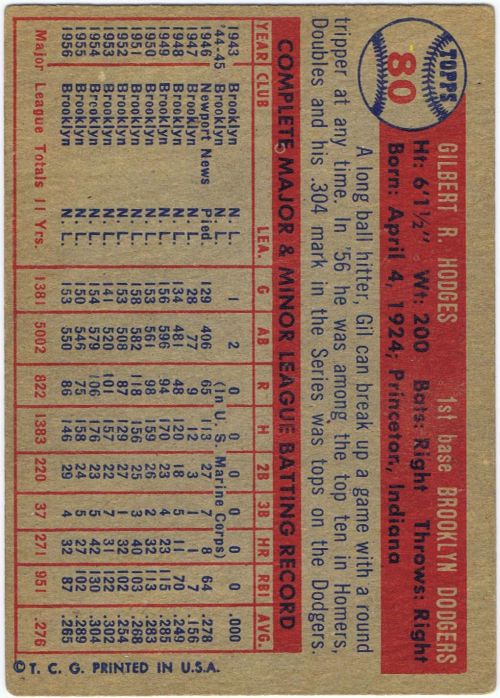 TOPPS
80
GILBERT R. HODGES 1st base BROOKLYN DODGERS
Ht: 6'1½" Wt: 200 Bats: Right Throws: Right
Born: April 4, 1924; Princeton, Indiana
A long ball hitter, Gil can break up a game with a round
tripper at any time. In '56 he was among the top ten in Homers,
Doubles and his .304 mark in the Series was tops on the Dodgers.
COMPLETE MAJOR & MINOR LEAGUE BATTING RECORD
YEAR CLUB LEA. G AB R H 2B 3B HR RBI AVG.
1943 Brooklyn N. L. 1 2 0 0 0 0 0 0 .000
'44-45 (In U. S. Marine Corps)
1946 Newport News Pied 129 406 65 113 27 7 8 64 .278
1947 Brooklyn N. L. 28 77 9 12 3 1 1 7 .156
1948 Brooklyn N. L. 134 481 48 120 18 5 11 70 .249
1949 Brooklyn N. L. 156 596 94 170 23 4 23 115 .285
1950 Brooklyn N. L. 153 561 98 159 26 2 32 113 .283
1951 Brooklyn N. L. 158 582 118 156 25 3 40 103 .268
1952 Brooklyn N. L. 153 508 87 129 27 1 32 102 .254
1953 Brooklyn N. L. 141 520 101 157 22 7 31 122 .302
1954 Brooklyn N. L. 154 579 106 176 23 5 42 130 .304
1955 Brooklyn N. L. 150 546 75 158 24 5 27 102 .289
1956 Brooklyn N. L. 153 550 86 146 29 4 32 87 .265
Major League Totals 11 Yrs. 1381 5002 822 1383 220 37 271 951 .276
© T. C. G. PRINTED IN U.S.A.